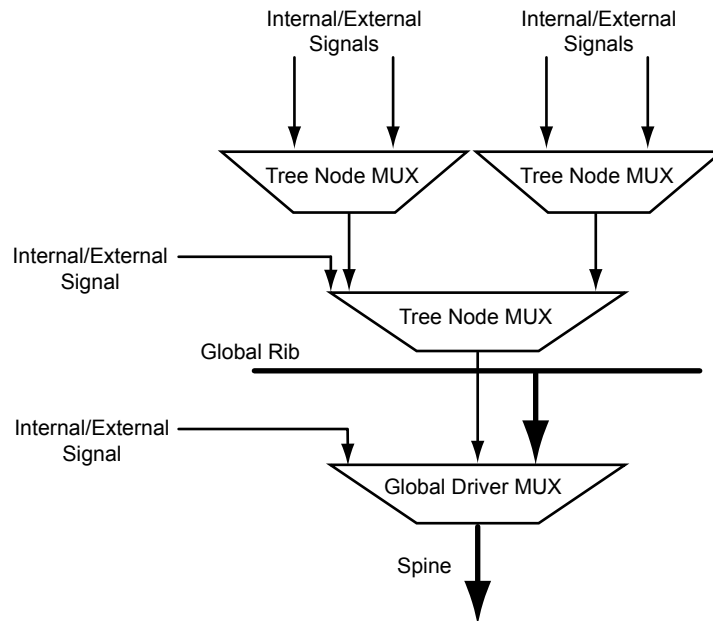 Internal/External
Signals
Internal/External
Signals
Tree Node MUX
Tree Node MUX
Internal/External
Signal
Tree Node MUX
Global Rib
Internal/External
Signal
Global Driver MUX
Spine